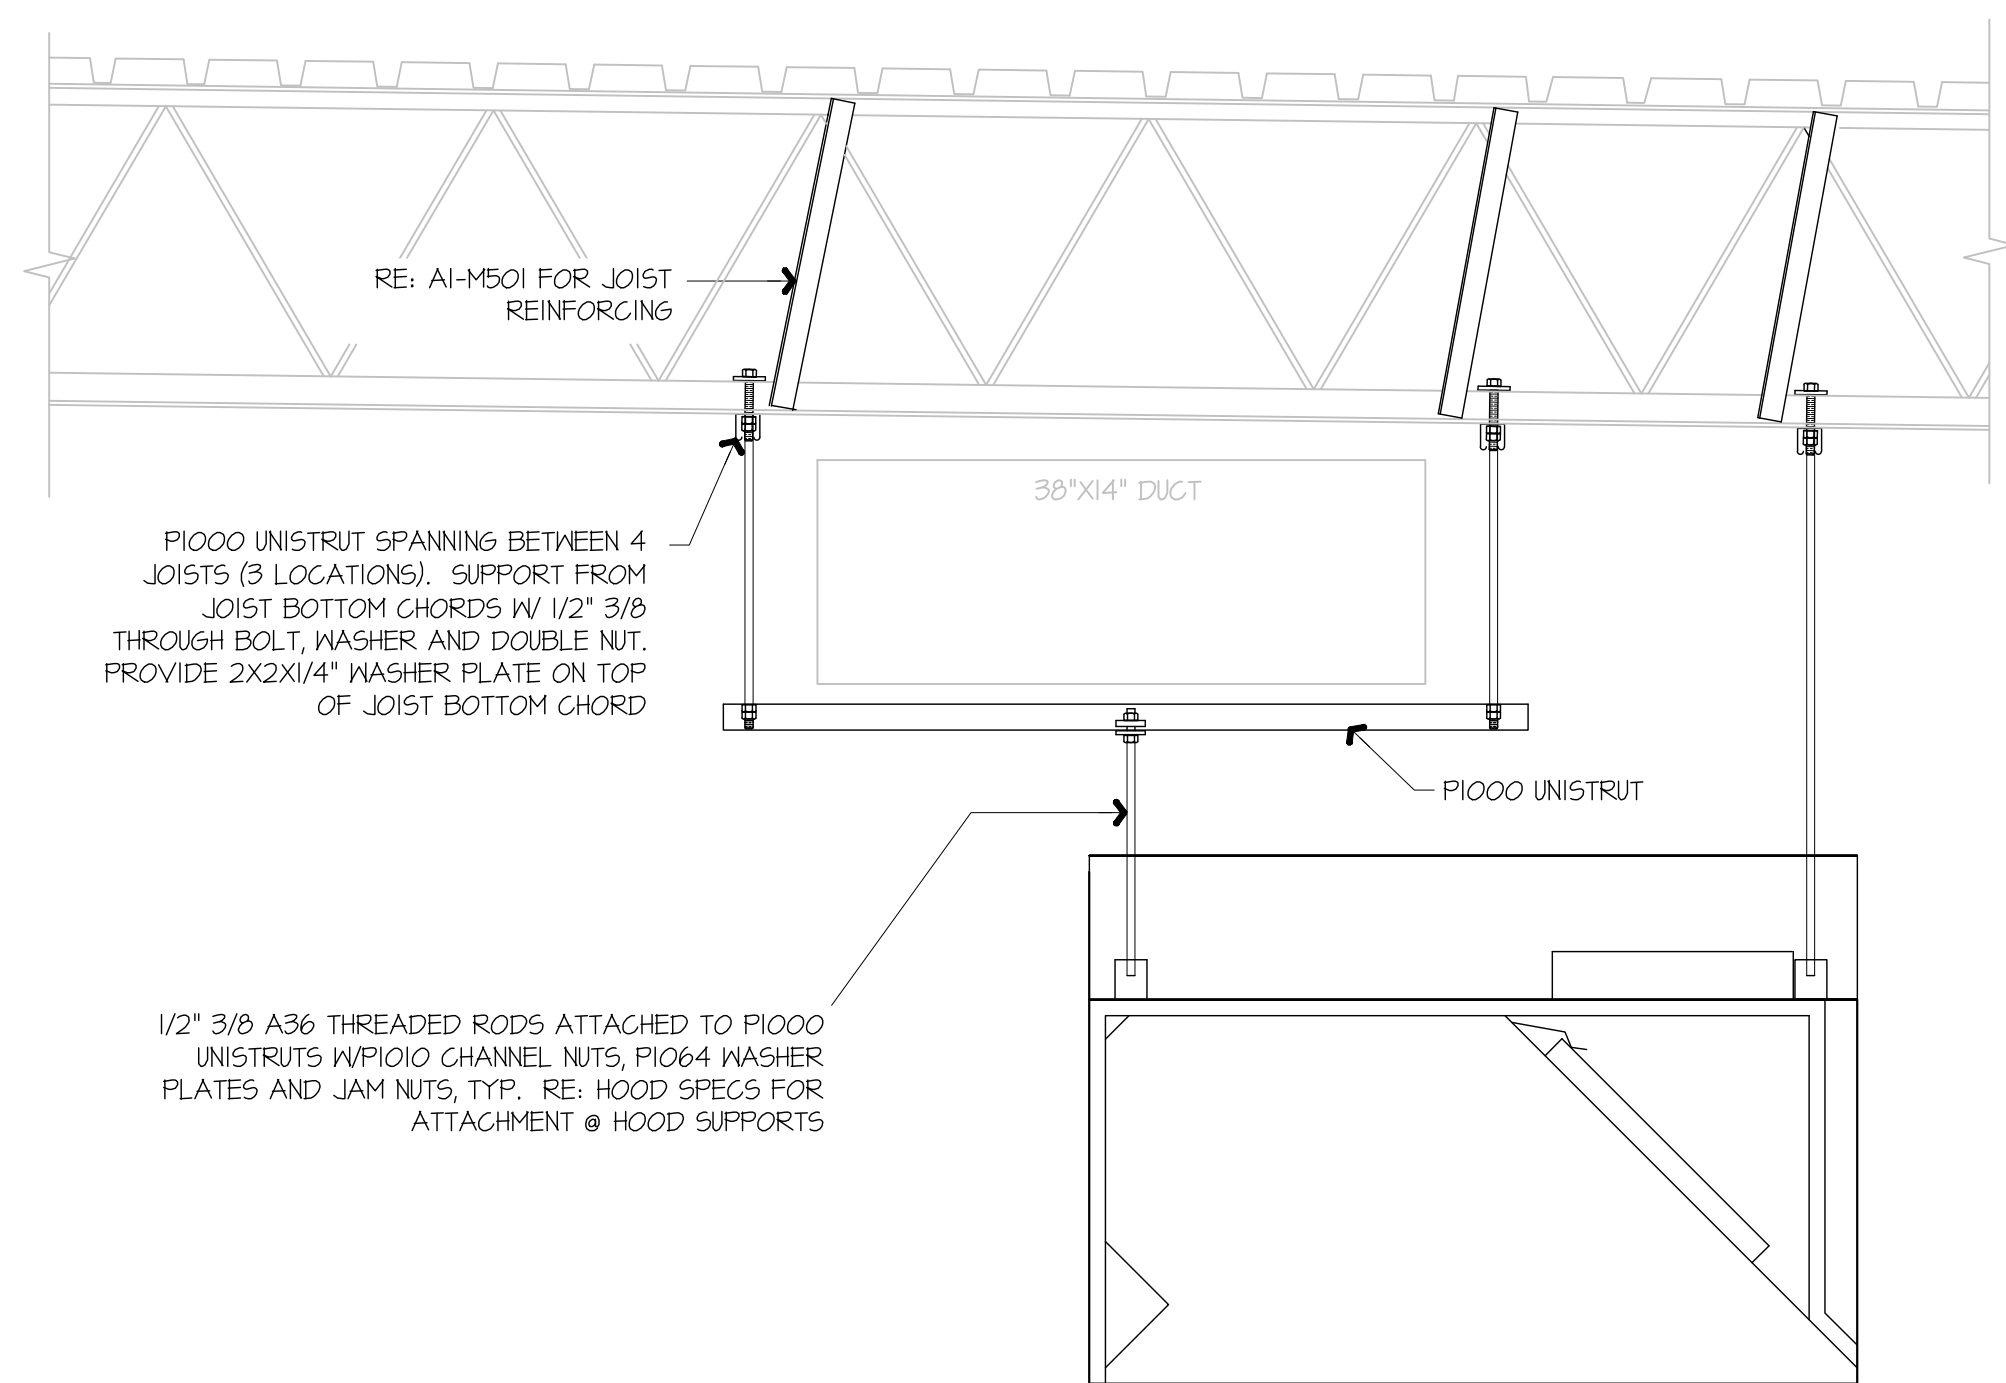 RE: A1-M501 FOR JOIST
REINFORCING
38"X14" DUCT
P1000 UNISTRUT SPANNING BETWEEN 4
JOISTS (3 LOCATIONS). SUPPORT FROM
JOIST BOTTOM CHORDS W/ 1/2" 3/8
THROUGH BOLT, WASHER AND DOUBLE NUT.
PROVIDE 2X2X1/4" WASHER PLATE ON TOP
OF JOIST BOTTOM CHORD
P1000 UNISTRUT
1/2" 3/8 A36 THREADED RODS ATTACHED TO P1000
UNISTRUTS W/P1010 CHANNEL NUTS, P1064 WASHER
PLATES AND JAM NUTS, TYP. RE: HOOD SPECS FOR
ATTACHMENT @ HOOD SUPPORTS